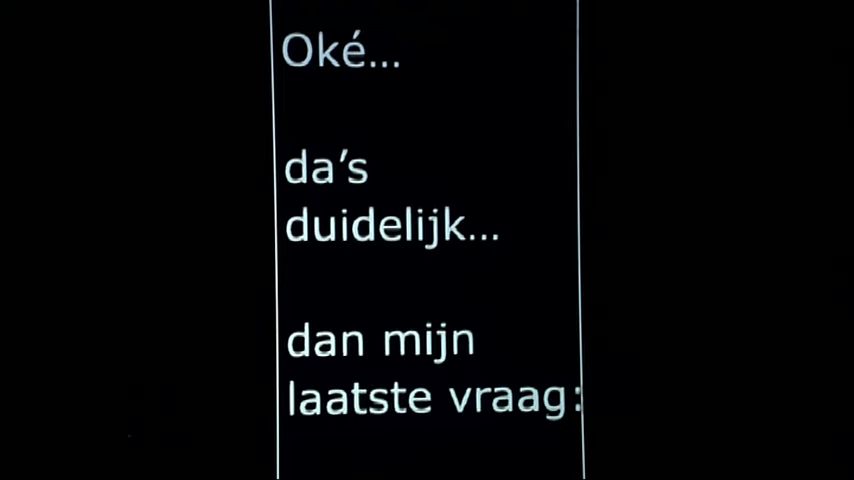 Oké...
da's
duidelijk...
dan mijn
laatste vraag: